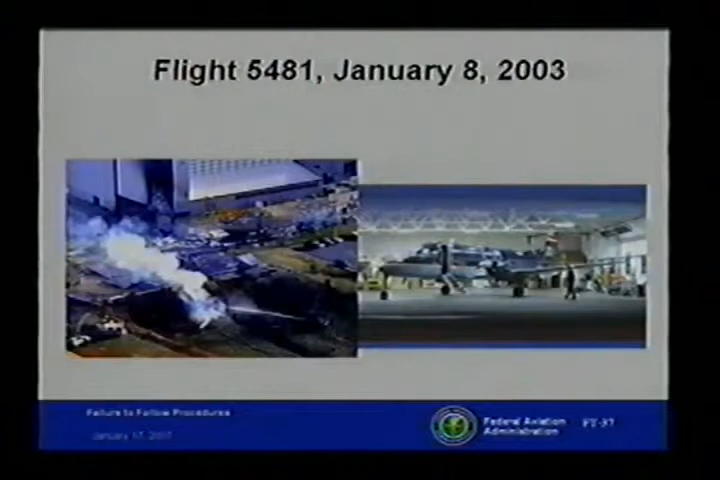 Flight 5481, January 8, 2003
Failure to Follow Procedures
January 17, 2007
Federal Aviation
Administration